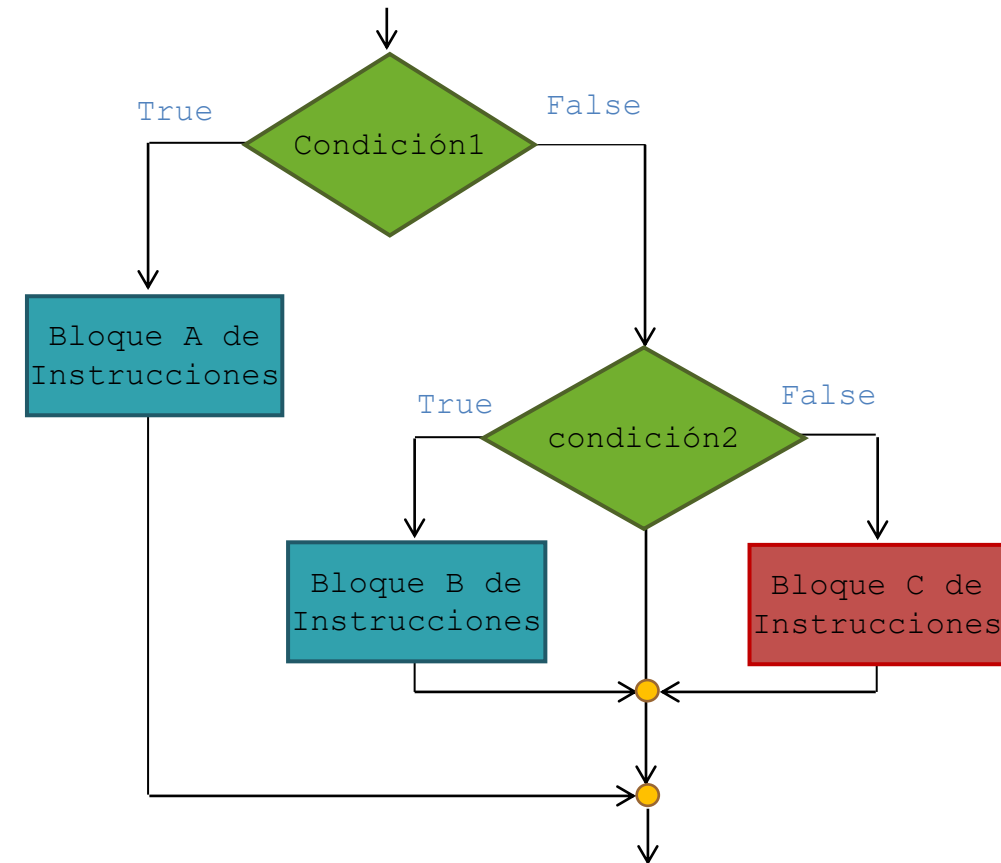 True
False
Condición1
Bloque A de
Instrucciones
True
False
condición2
Bloque B de
Instrucciones
Bloque C de
Instrucciones